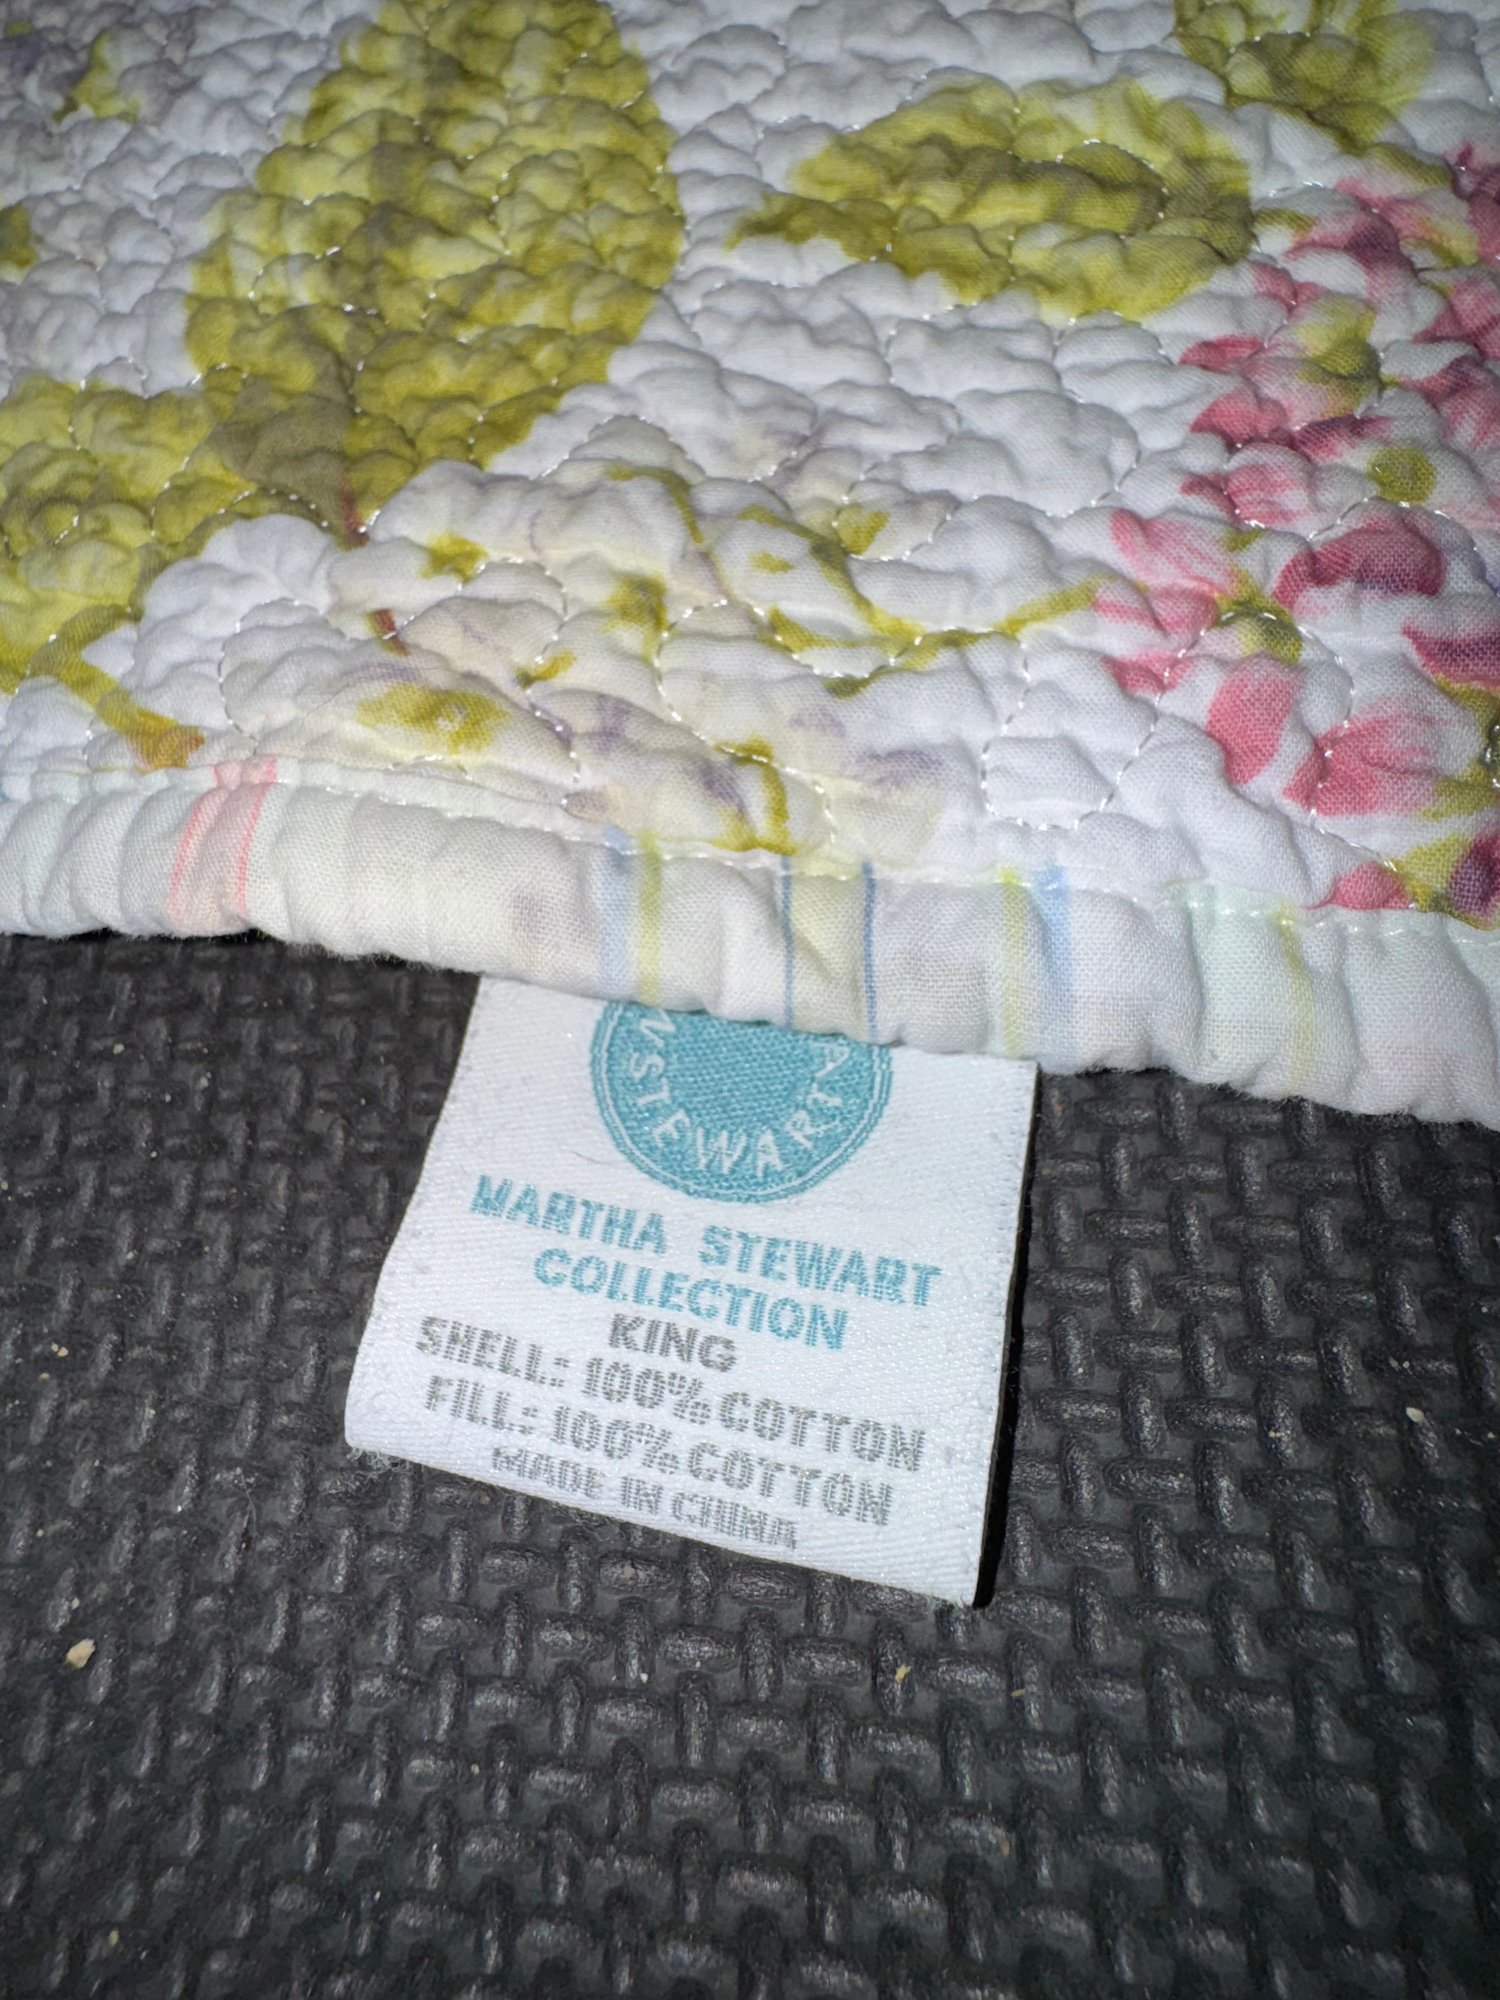 STEWART
MARTHA STEWART
COLLECTION
KING
SHELL: 100% COTTON
FILL: 100% COTTON
MADE IN CHINA